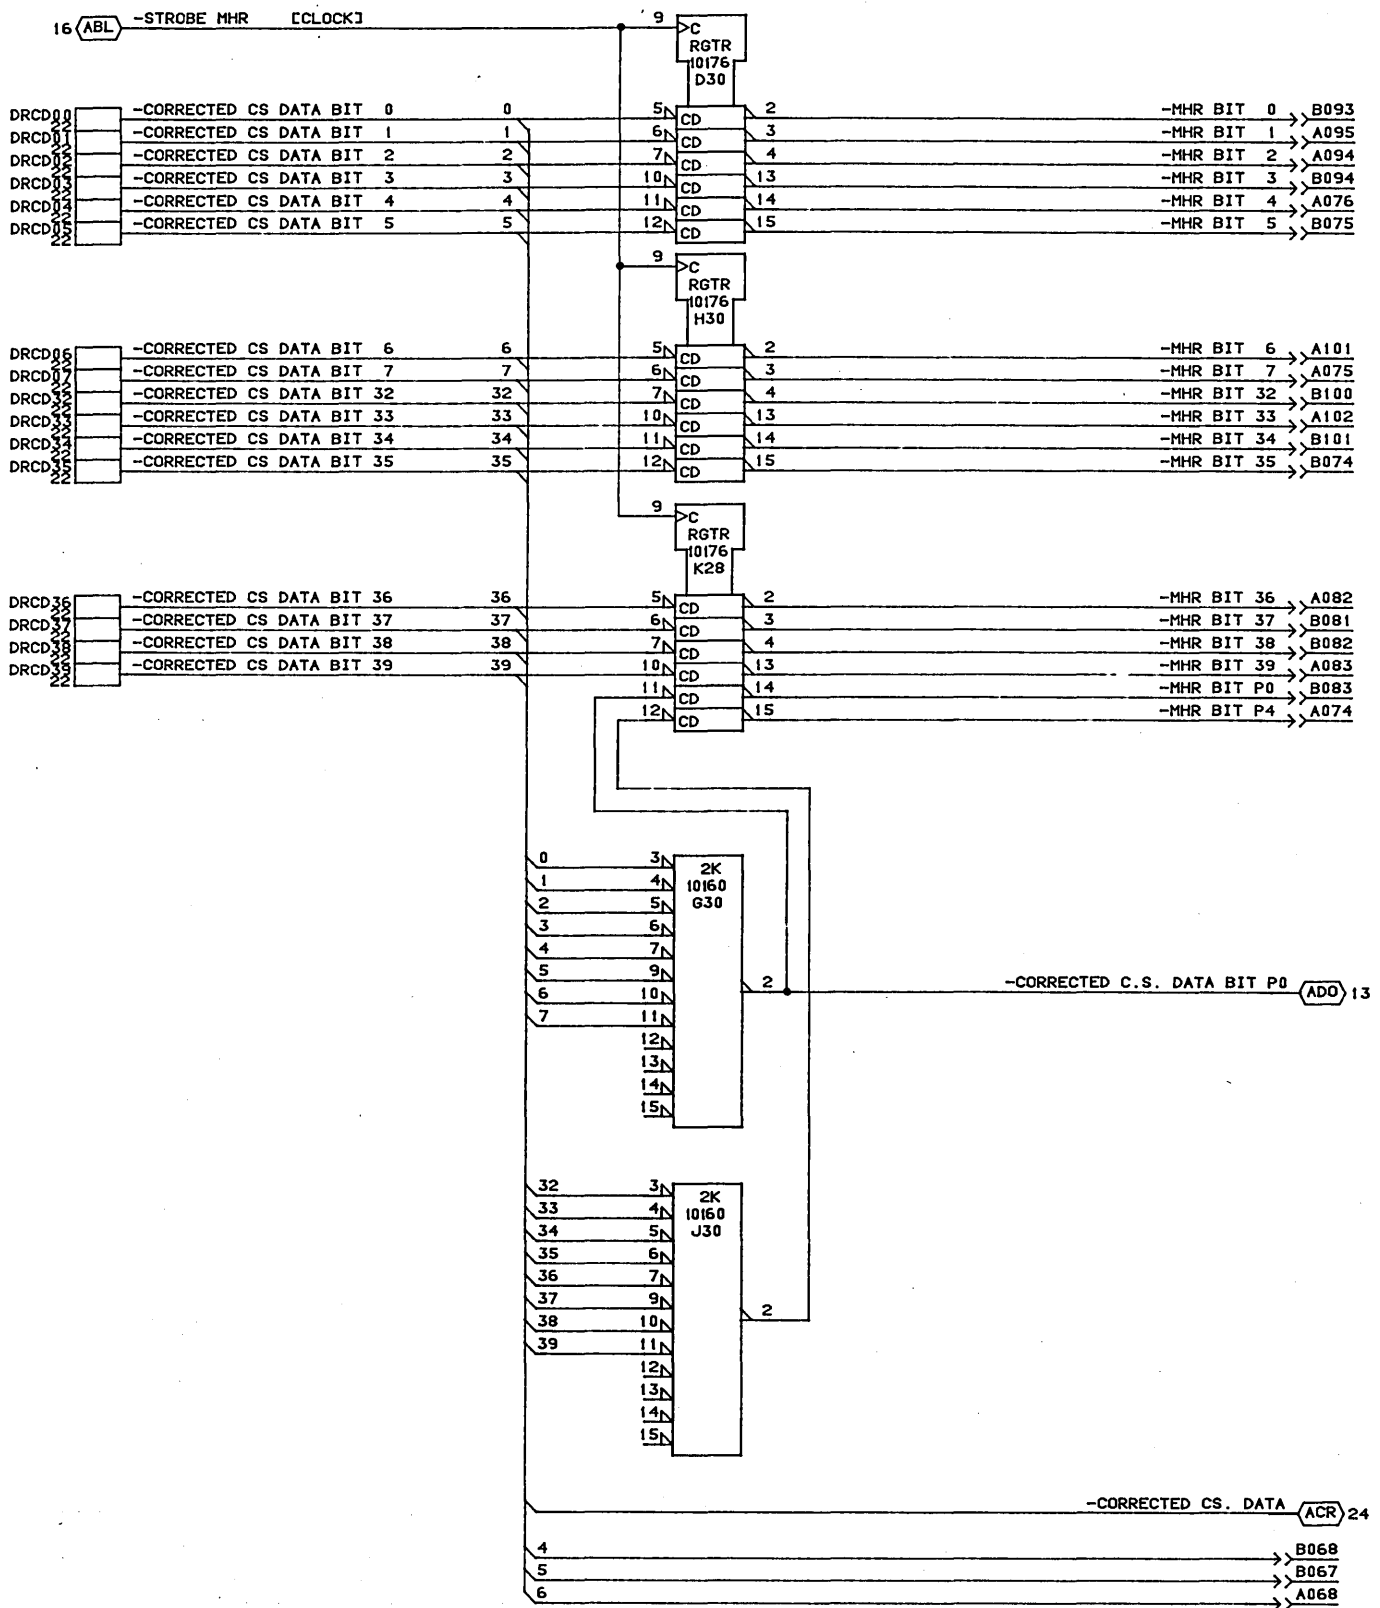 16 ABL -STROBE MHR [CLOCK] 9 C
RGTR
10176
D30
DRCD00 22 -CORRECTED CS DATA BIT 0 0 5 CD 2 -MHR BIT 0 B093
DRCD01 22 -CORRECTED CS DATA BIT 1 1 6 CD 3 -MHR BIT 1 A095
DRCD02 22 -CORRECTED CS DATA BIT 2 2 7 CD 4 -MHR BIT 2 A094
DRCD03 22 -CORRECTED CS DATA BIT 3 3 10 CD 13 -MHR BIT 3 B094
DRCD04 22 -CORRECTED CS DATA BIT 4 4 11 CD 14 -MHR BIT 4 A076
DRCD05 22 -CORRECTED CS DATA BIT 5 5 12 CD 15 -MHR BIT 5 B075
9 C
RGTR
10176
H30
DRCD06 22 -CORRECTED CS DATA BIT 6 6 5 CD 2 -MHR BIT 6 A101
DRCD07 22 -CORRECTED CS DATA BIT 7 7 6 CD 3 -MHR BIT 7 A075
DRCD32 22 -CORRECTED CS DATA BIT 32 32 7 CD 4 -MHR BIT 32 B100
DRCD33 22 -CORRECTED CS DATA BIT 33 33 10 CD 13 -MHR BIT 33 A102
DRCD34 22 -CORRECTED CS DATA BIT 34 34 11 CD 14 -MHR BIT 34 B101
DRCD35 22 -CORRECTED CS DATA BIT 35 35 12 CD 15 -MHR BIT 35 B074
9 C
RGTR
10176
K28
DRCD36 22 -CORRECTED CS DATA BIT 36 36 5 CD 2 -MHR BIT 36 A082
DRCD37 22 -CORRECTED CS DATA BIT 37 37 6 CD 3 -MHR BIT 37 B081
DRCD38 22 -CORRECTED CS DATA BIT 38 38 7 CD 4 -MHR BIT 38 B082
DRCD39 22 -CORRECTED CS DATA BIT 39 39 10 CD 13 -MHR BIT 39 A083
11 CD 14 -MHR BIT P0 B083
12 CD 15 -MHR BIT P4 A074
0 3 2K
1 4 10160
2 5 G30
3 6
4 7
5 9
6 10 2 -CORRECTED C.S. DATA BIT P0 ADO 13
7 11
12
13
14
15
32 3 2K
33 4 10160
34 5 J30
35 6
36 7
37 9
38 10 2
39 11
12
13
14
15
-CORRECTED CS. DATA ACR 24
4 B068
5 B067
6 A068